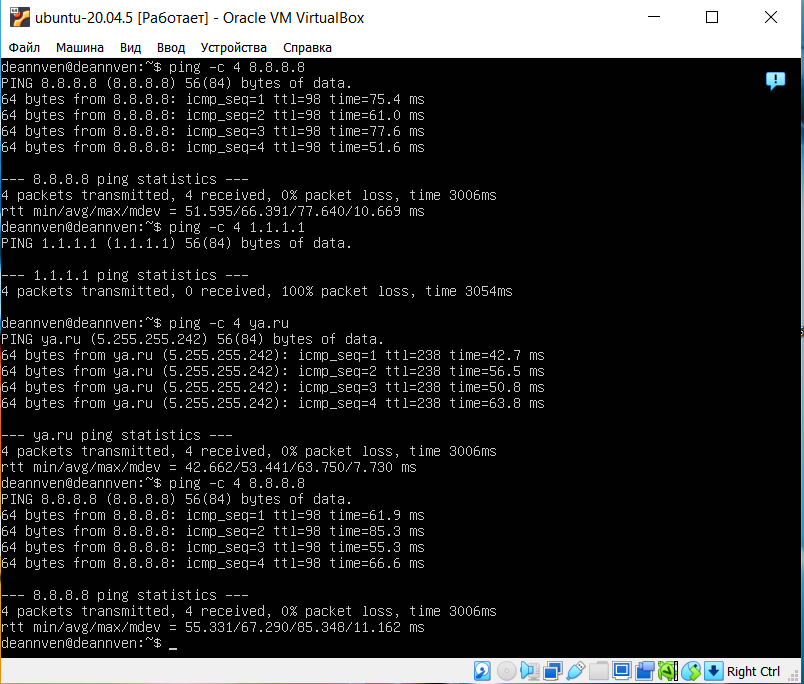 ubuntu-20.04.5 [Работает] - Oracle VM VirtualBox
Файл Машина Вид Ввод Устройства Справка
deannven@deannven:~$ ping -c 4 8.8.8.8
PING 8.8.8.8 (8.8.8.8) 56(84) bytes of data.
64 bytes from 8.8.8.8: icmp_seq=1 ttl=98 time=75.4 ms
64 bytes from 8.8.8.8: icmp_seq=2 ttl=98 time=61.0 ms
64 bytes from 8.8.8.8: icmp_seq=3 ttl=98 time=77.6 ms
64 bytes from 8.8.8.8: icmp_seq=4 ttl=98 time=51.6 ms
--- 8.8.8.8 ping statistics ---
4 packets transmitted, 4 received, 0% packet loss, time 3006ms
rtt min/avg/max/mdev = 51.595/66.391/77.640/10.669 ms
deannven@deannven:~$ ping -c 4 1.1.1.1
PING 1.1.1.1 (1.1.1.1) 56(84) bytes of data.
--- 1.1.1.1 ping statistics ---
4 packets transmitted, 0 received, 100% packet loss, time 3054ms
deannven@deannven:~$ ping -c 4 ya.ru
PING ya.ru (5.255.255.242) 56(84) bytes of data.
64 bytes from ya.ru (5.255.255.242): icmp_seq=1 ttl=238 time=42.7 ms
64 bytes from ya.ru (5.255.255.242): icmp_seq=2 ttl=238 time=56.5 ms
64 bytes from ya.ru (5.255.255.242): icmp_seq=3 ttl=238 time=50.8 ms
64 bytes from ya.ru (5.255.255.242): icmp_seq=4 ttl=238 time=63.8 ms
--- ya.ru ping statistics ---
4 packets transmitted, 4 received, 0% packet loss, time 3006ms
rtt min/avg/max/mdev = 42.662/53.441/63.750/7.730 ms
deannven@deannven:~$ ping -c 4 8.8.8.8
PING 8.8.8.8 (8.8.8.8) 56(84) bytes of data.
64 bytes from 8.8.8.8: icmp_seq=1 ttl=98 time=61.9 ms
64 bytes from 8.8.8.8: icmp_seq=2 ttl=98 time=85.3 ms
64 bytes from 8.8.8.8: icmp_seq=3 ttl=98 time=55.3 ms
64 bytes from 8.8.8.8: icmp_seq=4 ttl=98 time=66.6 ms
--- 8.8.8.8 ping statistics ---
4 packets transmitted, 4 received, 0% packet loss, time 3006ms
rtt min/avg/max/mdev = 55.331/67.290/85.348/11.162 ms
deannven@deannven:~$ _
Right Ctrl